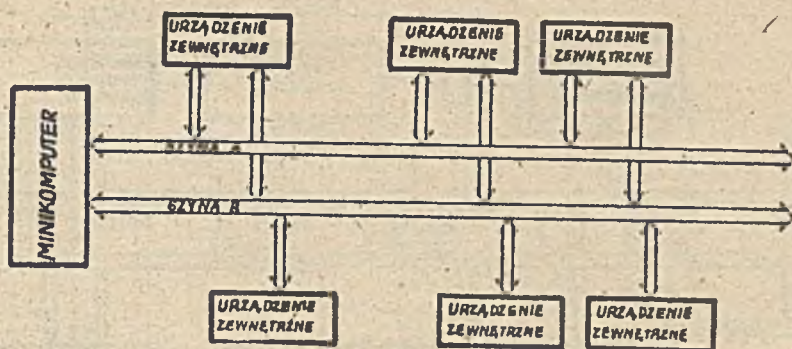 URZĄDZENIE
ZEWNĘTRZNE
URZĄDZENIE
ZEWNĘTRZNE
URZĄDZENIE
ZEWNĘTRZNE
MINIKOMPUTER
SZYNA A
SZYNA B
URZĄDZENIE
ZEWNĘTRZNE
URZĄDZENIE
ZEWNĘTRZNE
URZĄDZENIE
ZEWNĘTRZNE